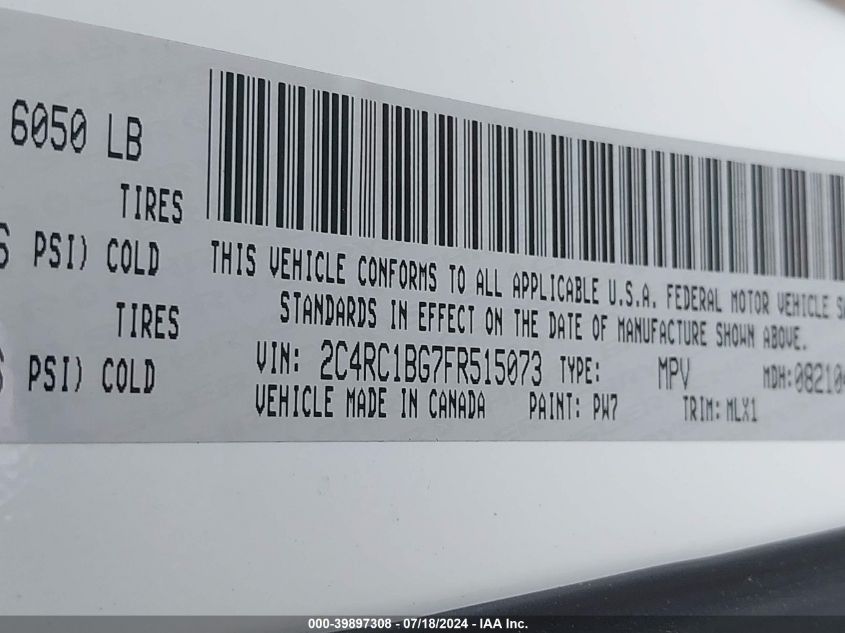 6050 LB
TIRES
PSI) COLD
TIRES
PSI) COLD
THIS VEHICLE CONFORMS TO ALL APPLICABLE U.S.A. FEDERAL MOTOR VEHICLE
STANDARDS IN EFFECT ON THE DATE OF MANUFACTURE SHOWN ABOVE.
VIN: 2C4RC1BG7FR515073 TYPE: MPV MDH:08210
VEHICLE MADE IN CANADA PAINT: PW7 TRIM: MLX1
000-39897308 - 07/18/2024 - IAA Inc.